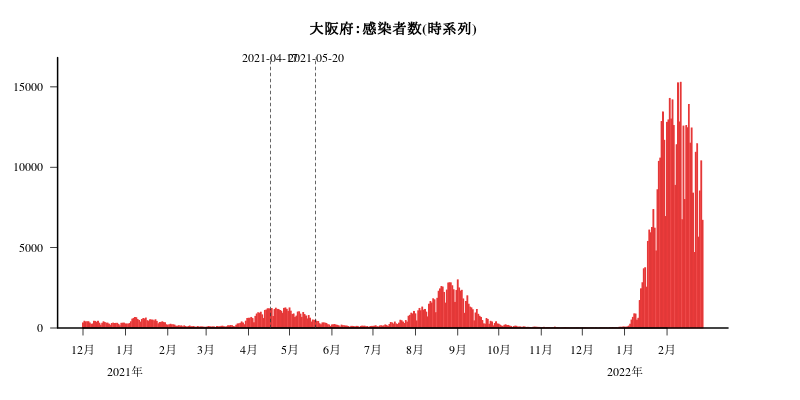 大阪府:感染者数(時系列)
2021-04-17 2021-05-20
15000
10000
5000
0
12月 1月 2月 3月 4月 5月 6月 7月 8月 9月 10月 11月 12月 1月 2月
2021年 2022年